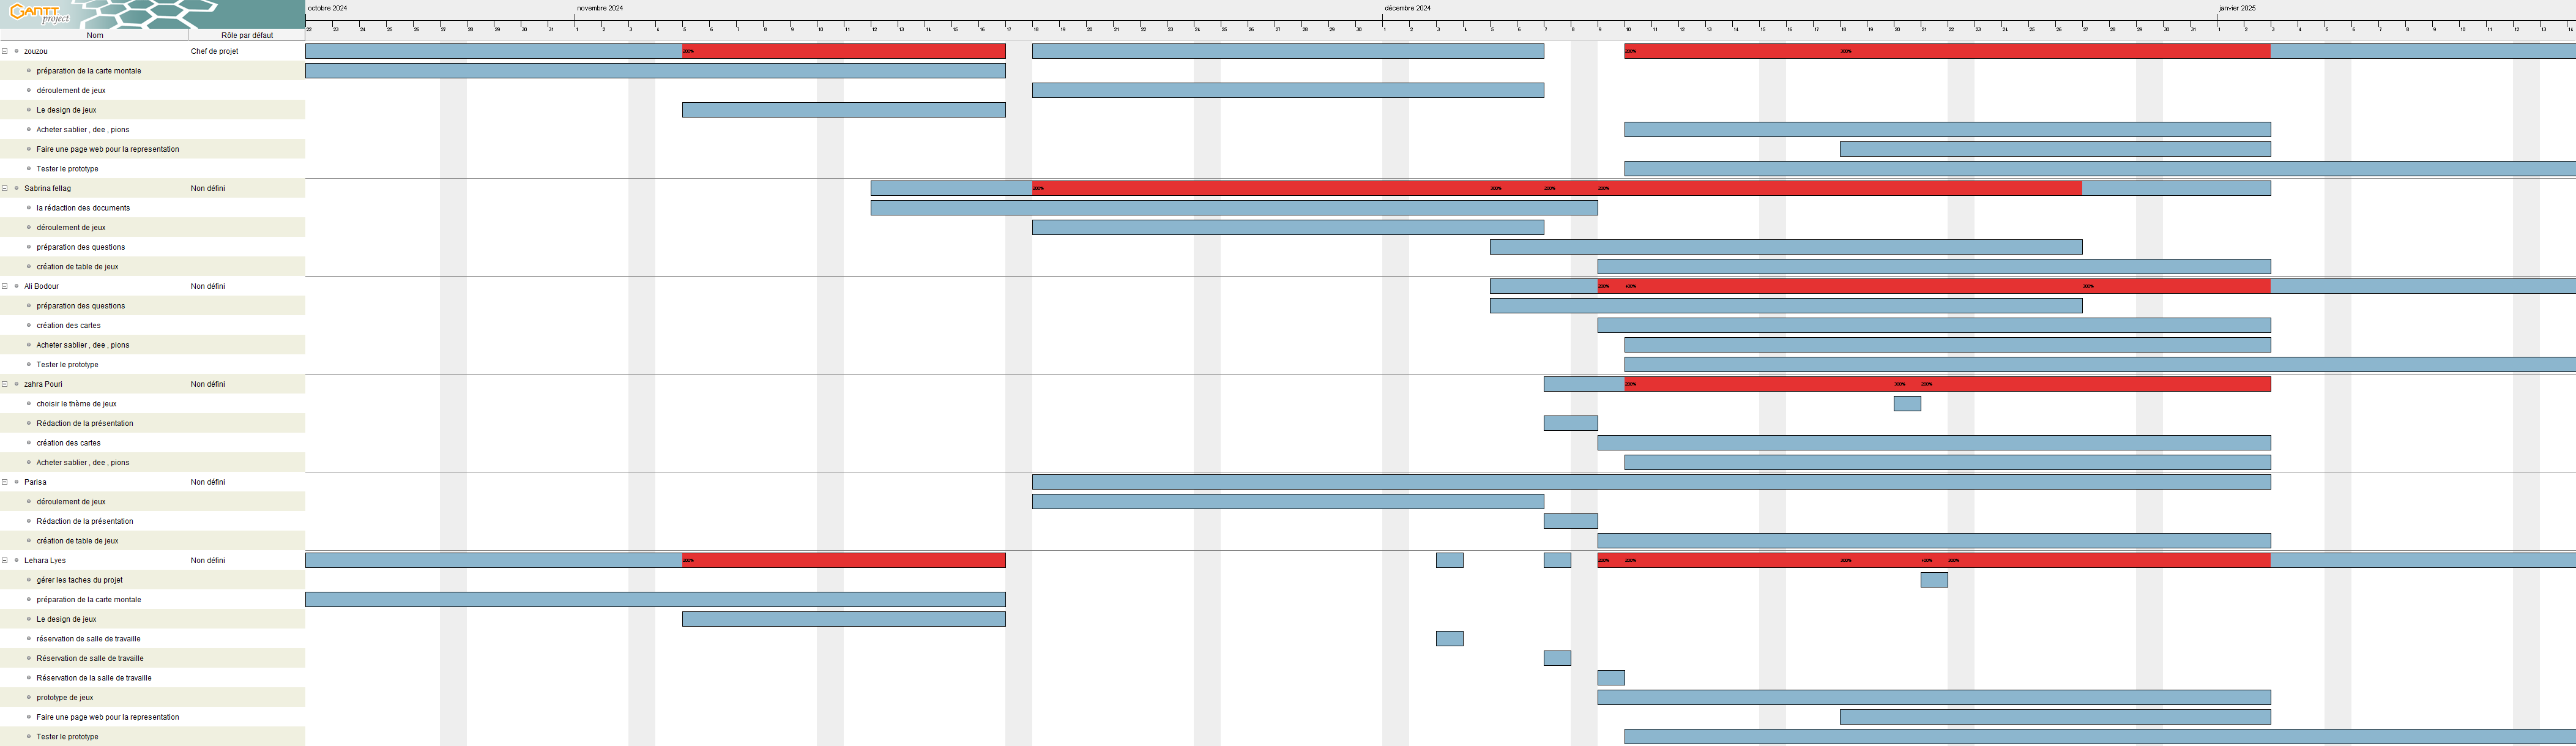 GANTT
project
octobre 2024 novembre 2024 décembre 2024 janvier 2025
Nom Rôle par défaut 22 23 24 25 26 27 28 29 30 31 1 2 3 4 5 6 7 8 9 10 11 12 13 14 15 16 17 18 19 20 21 22 23 24 25 26 27 28 29 30 1 2 3 4 5 6 7 8 9 10 11 12 13 14 15 16 17 18 19 20 21 22 23 24 25 26 27 28 29 30 31 1 2 3 4 5 6 7 8 9 10 11 12 13 14
zouzou Chef de projet 200% 200% 300%
préparation de la carte montale
déroulement de jeux
Le design de jeux
Acheter sablier , dee , pions
Faire une page web pour la representation
Tester le prototype
Sabrina fellag Non défini 200% 300% 200% 200%
la rédaction des documents
déroulement de jeux
préparation des questions
création de table de jeux
Ali Bodour Non défini 200% 400% 300%
préparation des questions
création des cartes
Acheter sablier , dee , pions
Tester le prototype
zahra Pouri Non défini 200% 300% 200%
choisir le thème de jeux
Rédaction de la présentation
création des cartes
Acheter sablier , dee , pions
Parisa Non défini
déroulement de jeux
Rédaction de la présentation
création de table de jeux
Lehara Lyes Non défini 200% 200% 200% 300% 400% 300%
gérer les taches du projet
préparation de la carte montale
Le design de jeux
réservation de salle de travaille
Réservation de salle de travaille
Réservation de la salle de travaille
prototype de jeux
Faire une page web pour la representation
Tester le prototype